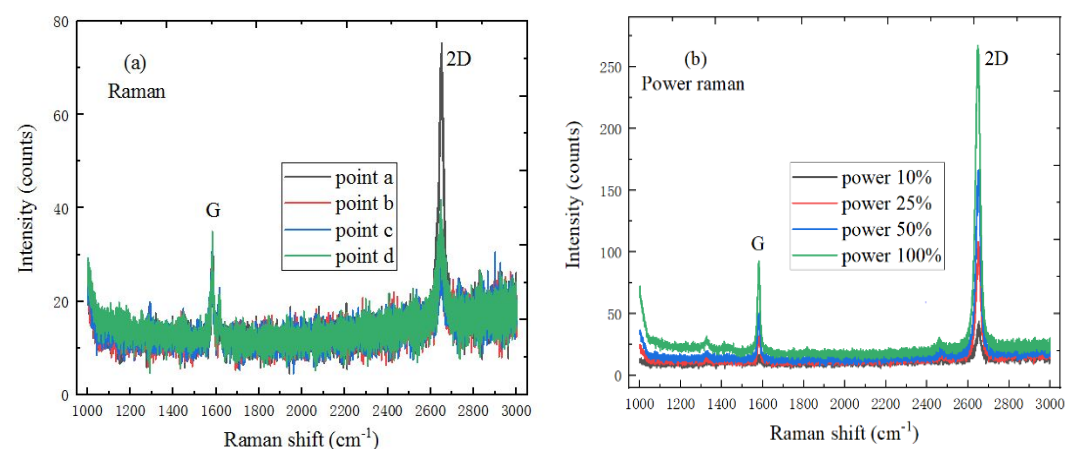 (a)
Raman
2D
G
point a
point b
point c
point d
80
60
40
20
0
Intensity (counts)
1000 1200 1400 1600 1800 2000 2200 2400 2600 2800 3000
Raman shift (cm⁻¹)
(b)
Power raman
2D
G
power 10%
power 25%
power 50%
power 100%
250
200
150
100
50
0
Intensity (counts)
1000 1200 1400 1600 1800 2000 2200 2400 2600 2800 3000
Raman shift (cm⁻¹)